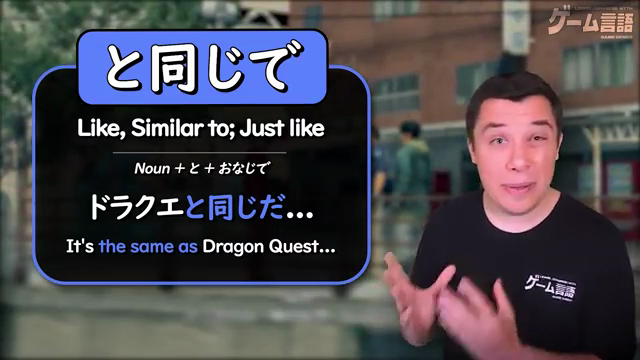 と同じで
Like, Similar to; Just like
Noun + と + おなじで
ドラクエと同じだ...
It's the same as Dragon Quest...
ゲーム言語
ゲーム言語